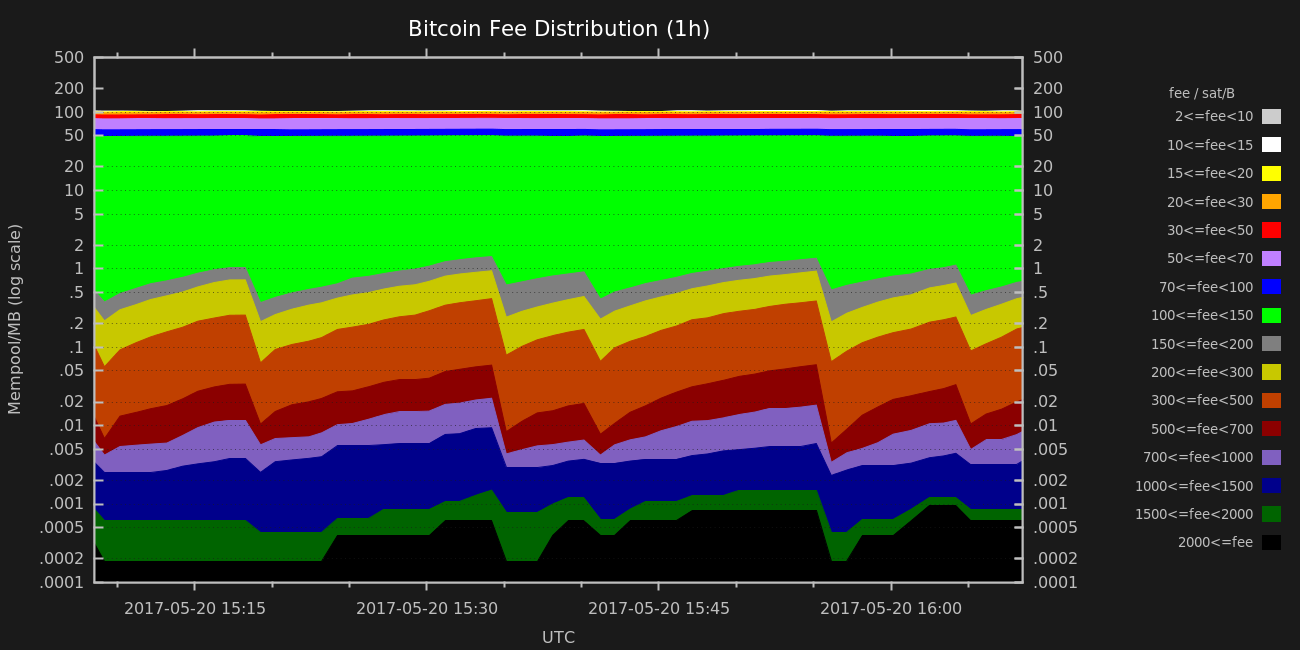 Bitcoin Fee Distribution (1h)
500
200
100
50
20
10
5
2
1
.5
.2
.1
.05
.02
.01
.005
.002
.001
.0005
.0002
.0001
Mempool/MB (log scale)
500
200
100
50
20
10
5
2
1
.5
.2
.1
.05
.02
.01
.005
.002
.001
.0005
.0002
.0001
2017-05-20 15:15
2017-05-20 15:30
2017-05-20 15:45
2017-05-20 16:00
UTC
fee / sat/B
2<=fee<10
10<=fee<15
15<=fee<20
20<=fee<30
30<=fee<50
50<=fee<70
70<=fee<100
100<=fee<150
150<=fee<200
200<=fee<300
300<=fee<500
500<=fee<700
700<=fee<1000
1000<=fee<1500
1500<=fee<2000
2000<=fee